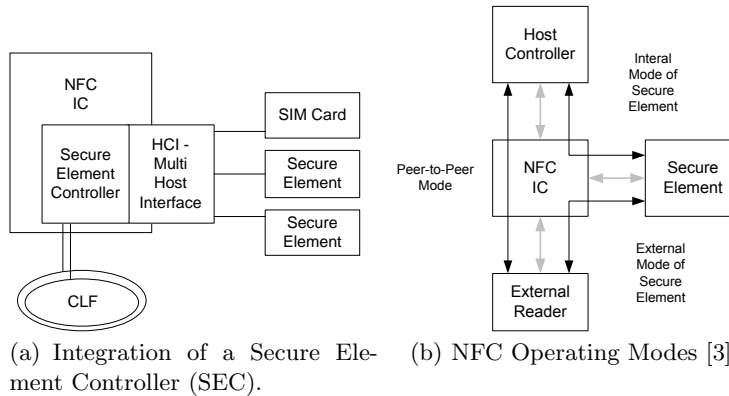 NFC
IC
Secure
Element
Controller
HCI -
Multi
Host
Interface
SIM Card
Secure
Element
Secure
Element
CLF
(a) Integration of a Secure Ele-
ment Controller (SEC).
Host
Controller
Interal
Mode of
Secure
Element
Peer-to-Peer
Mode
NFC
IC
Secure
Element
External
Mode of
Secure
Element
External
Reader
(b) NFC Operating Modes [3]